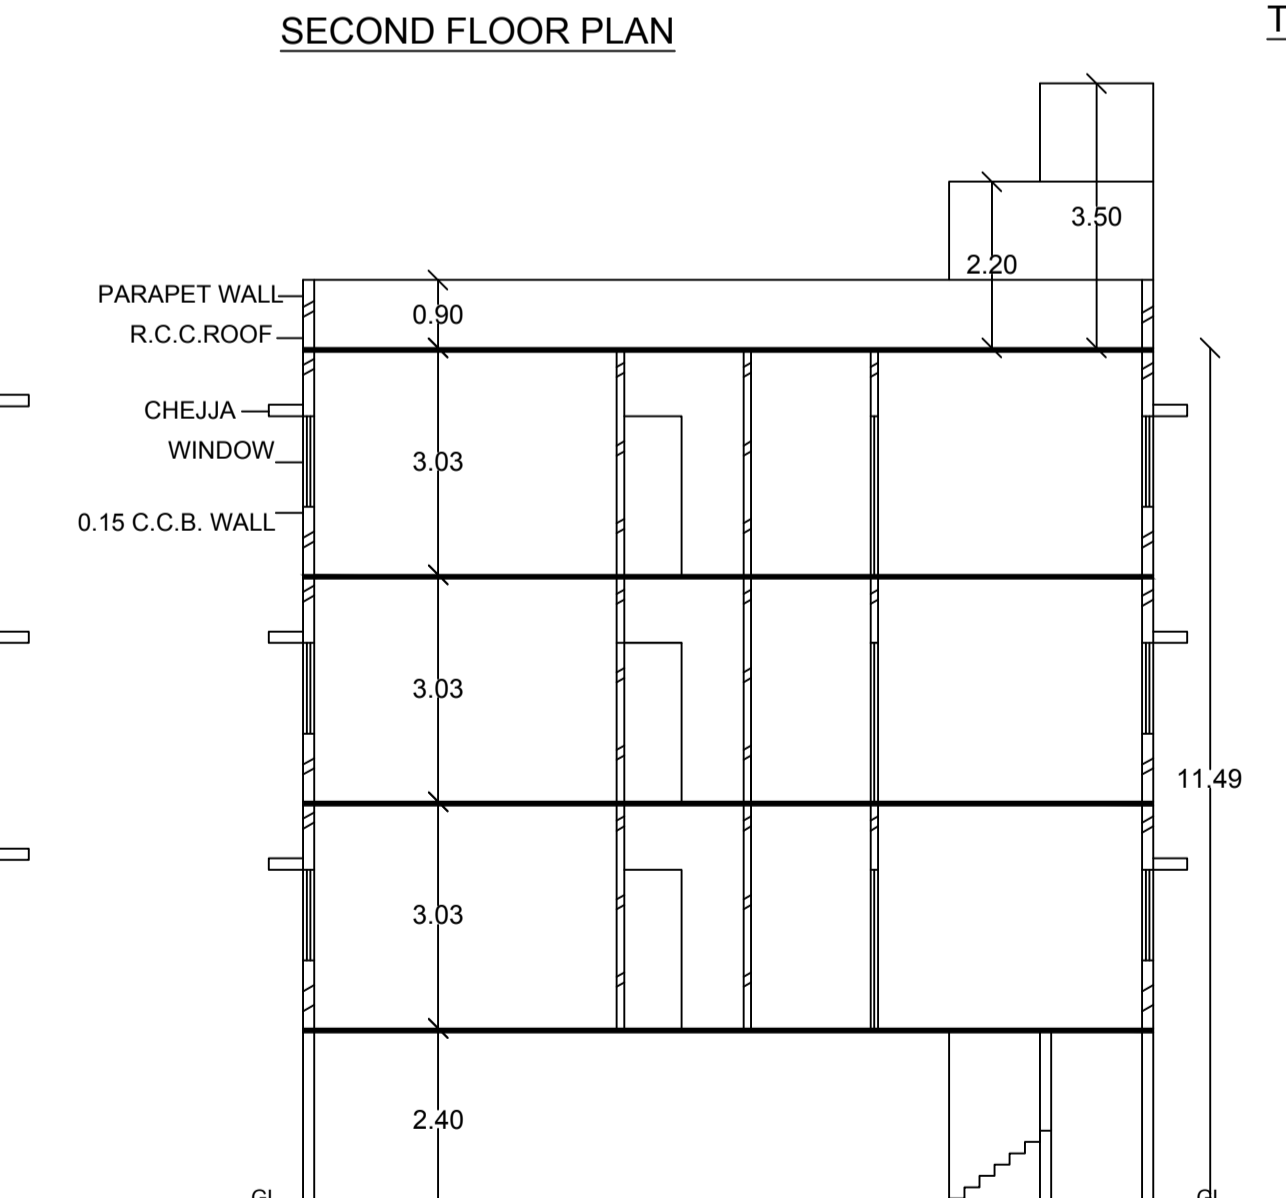 SECOND FLOOR PLAN
T
3.50
2.20
PARAPET WALL
0.90
R.C.C.ROOF
CHEJJA
WINDOW
3.03
0.15 C.C.B. WALL
3.03
11.49
3.03
2.40